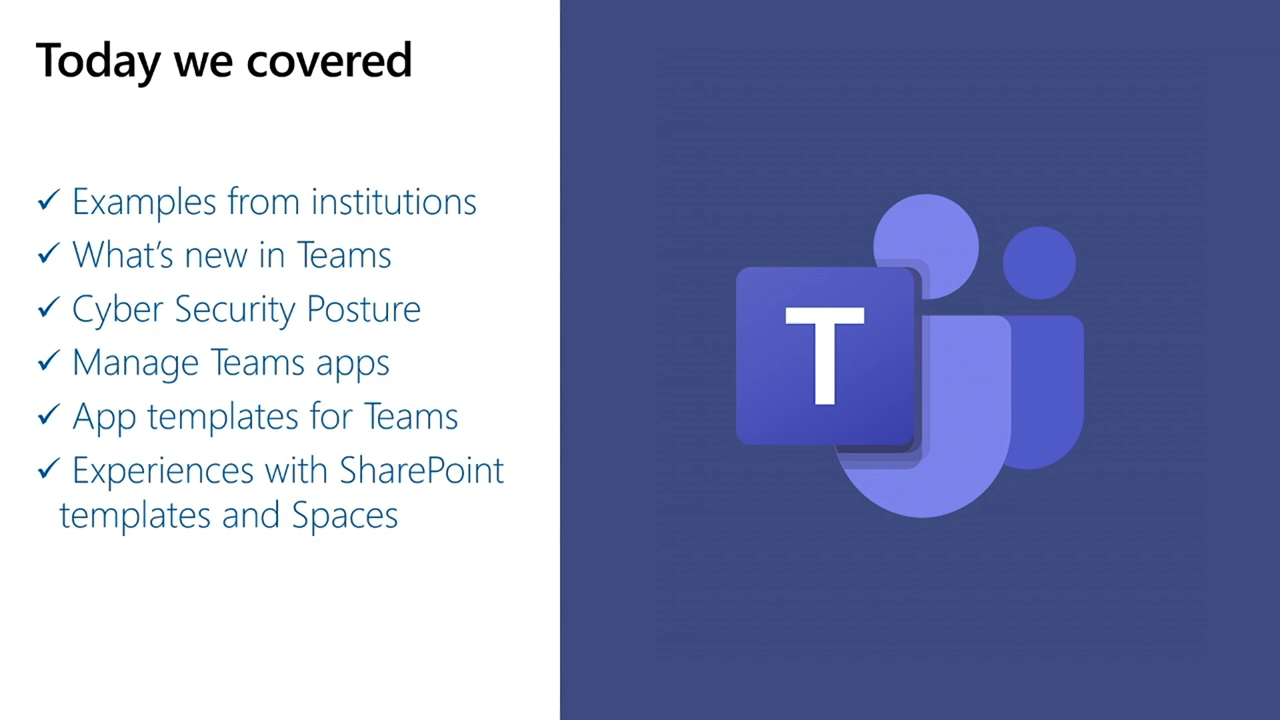 Today we covered
✓ Examples from institutions
✓ What's new in Teams
✓ Cyber Security Posture
✓ Manage Teams apps
✓ App templates for Teams
✓ Experiences with SharePoint
templates and Spaces
T